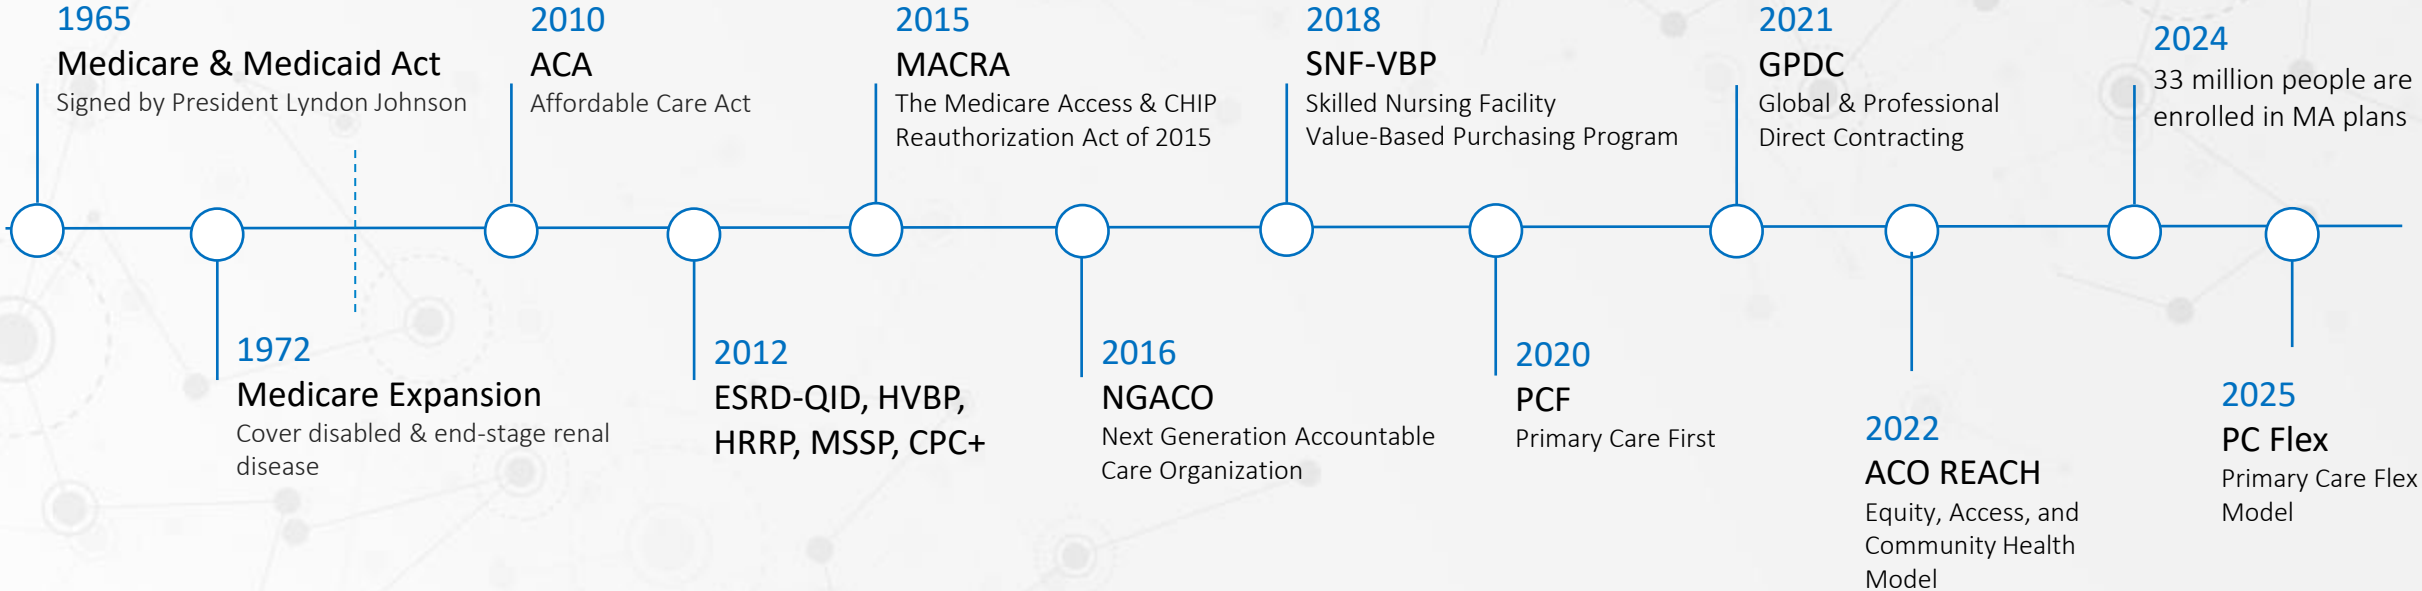 1965
Medicare & Medicaid Act
Signed by President Lyndon Johnson
2010
ACA
Affordable Care Act
2015
MACRA
The Medicare Access & CHIP
Reauthorization Act of 2015
2018
SNF-VBP
Skilled Nursing Facility
Value-Based Purchasing Program
2021
GPDC
Global & Professional
Direct Contracting
2024
33 million people are
enrolled in MA plans
1972
Medicare Expansion
Cover disabled & end-stage renal
disease
2012
ESRD-QID, HVBP,
HRRP, MSSP, CPC+
2016
NGACO
Next Generation Accountable
Care Organization
2020
PCF
Primary Care First
2022
ACO REACH
Equity, Access, and
Community Health
Model
2025
PC Flex
Primary Care Flex
Model